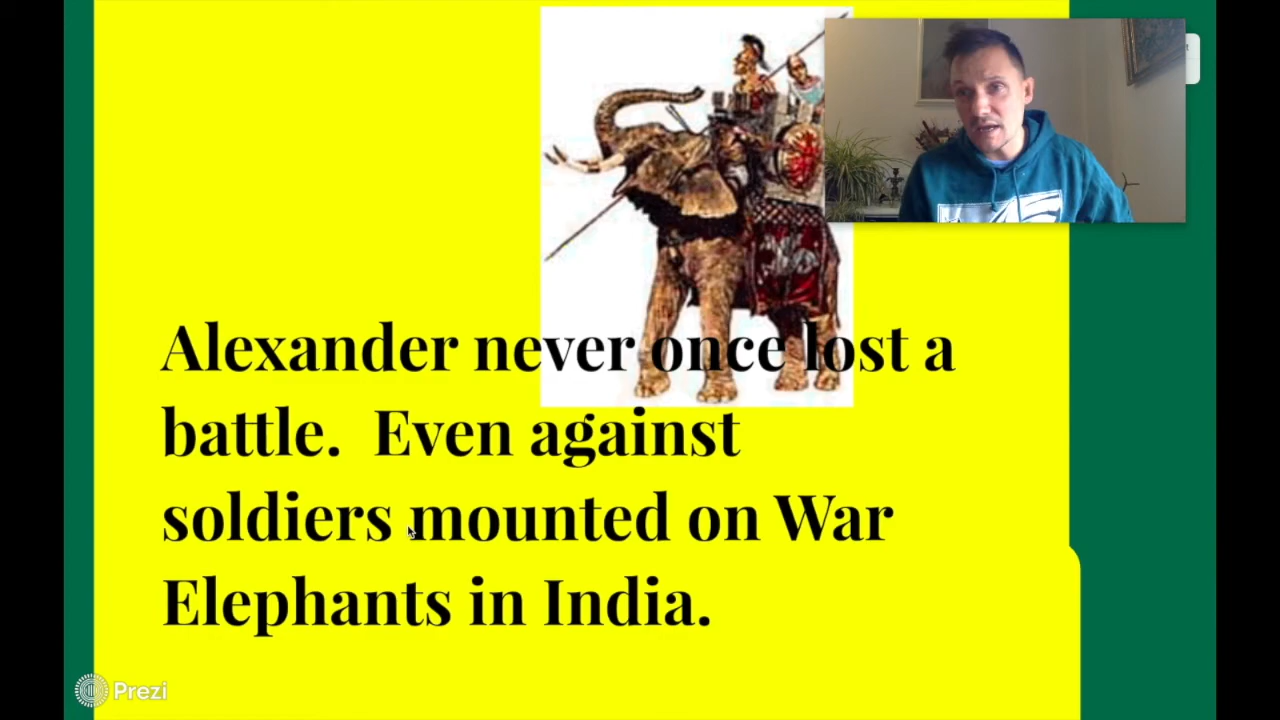 Alexander never once lost a
battle.  Even against
soldiers mounted on War
Elephants in India.
Prezi